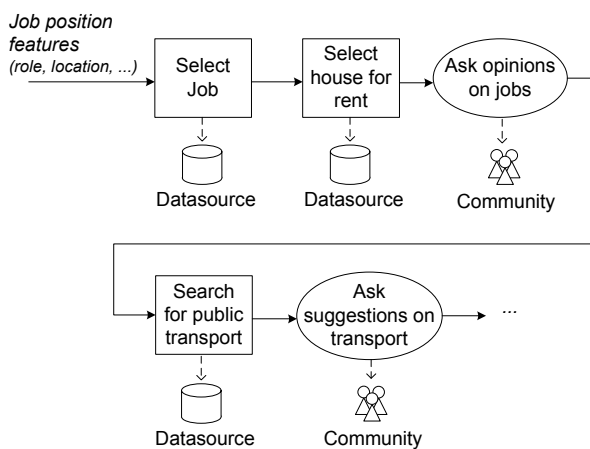 Job position
features
(role, location, ...)
Select
Job
Select
house for
rent
Ask opinions
on jobs
Datasource
Datasource
Community
Search
for public
transport
Ask
suggestions on
transport
...
Datasource
Community